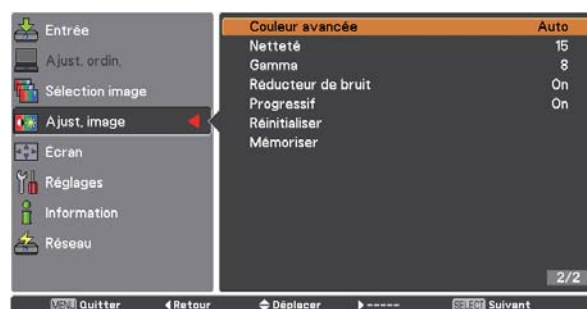 Entrée
Ajust. ordin.
Sélection image
Ajust. image
Écran
Réglages
Information
Réseau
Couleur avancée Auto
Netteté 15
Gamma 8
Réducteur de bruit On
Progressif On
Réinitialiser
Mémoriser
2/2
MENU Quitter Retour Déplacer ----- SELECT Suivant